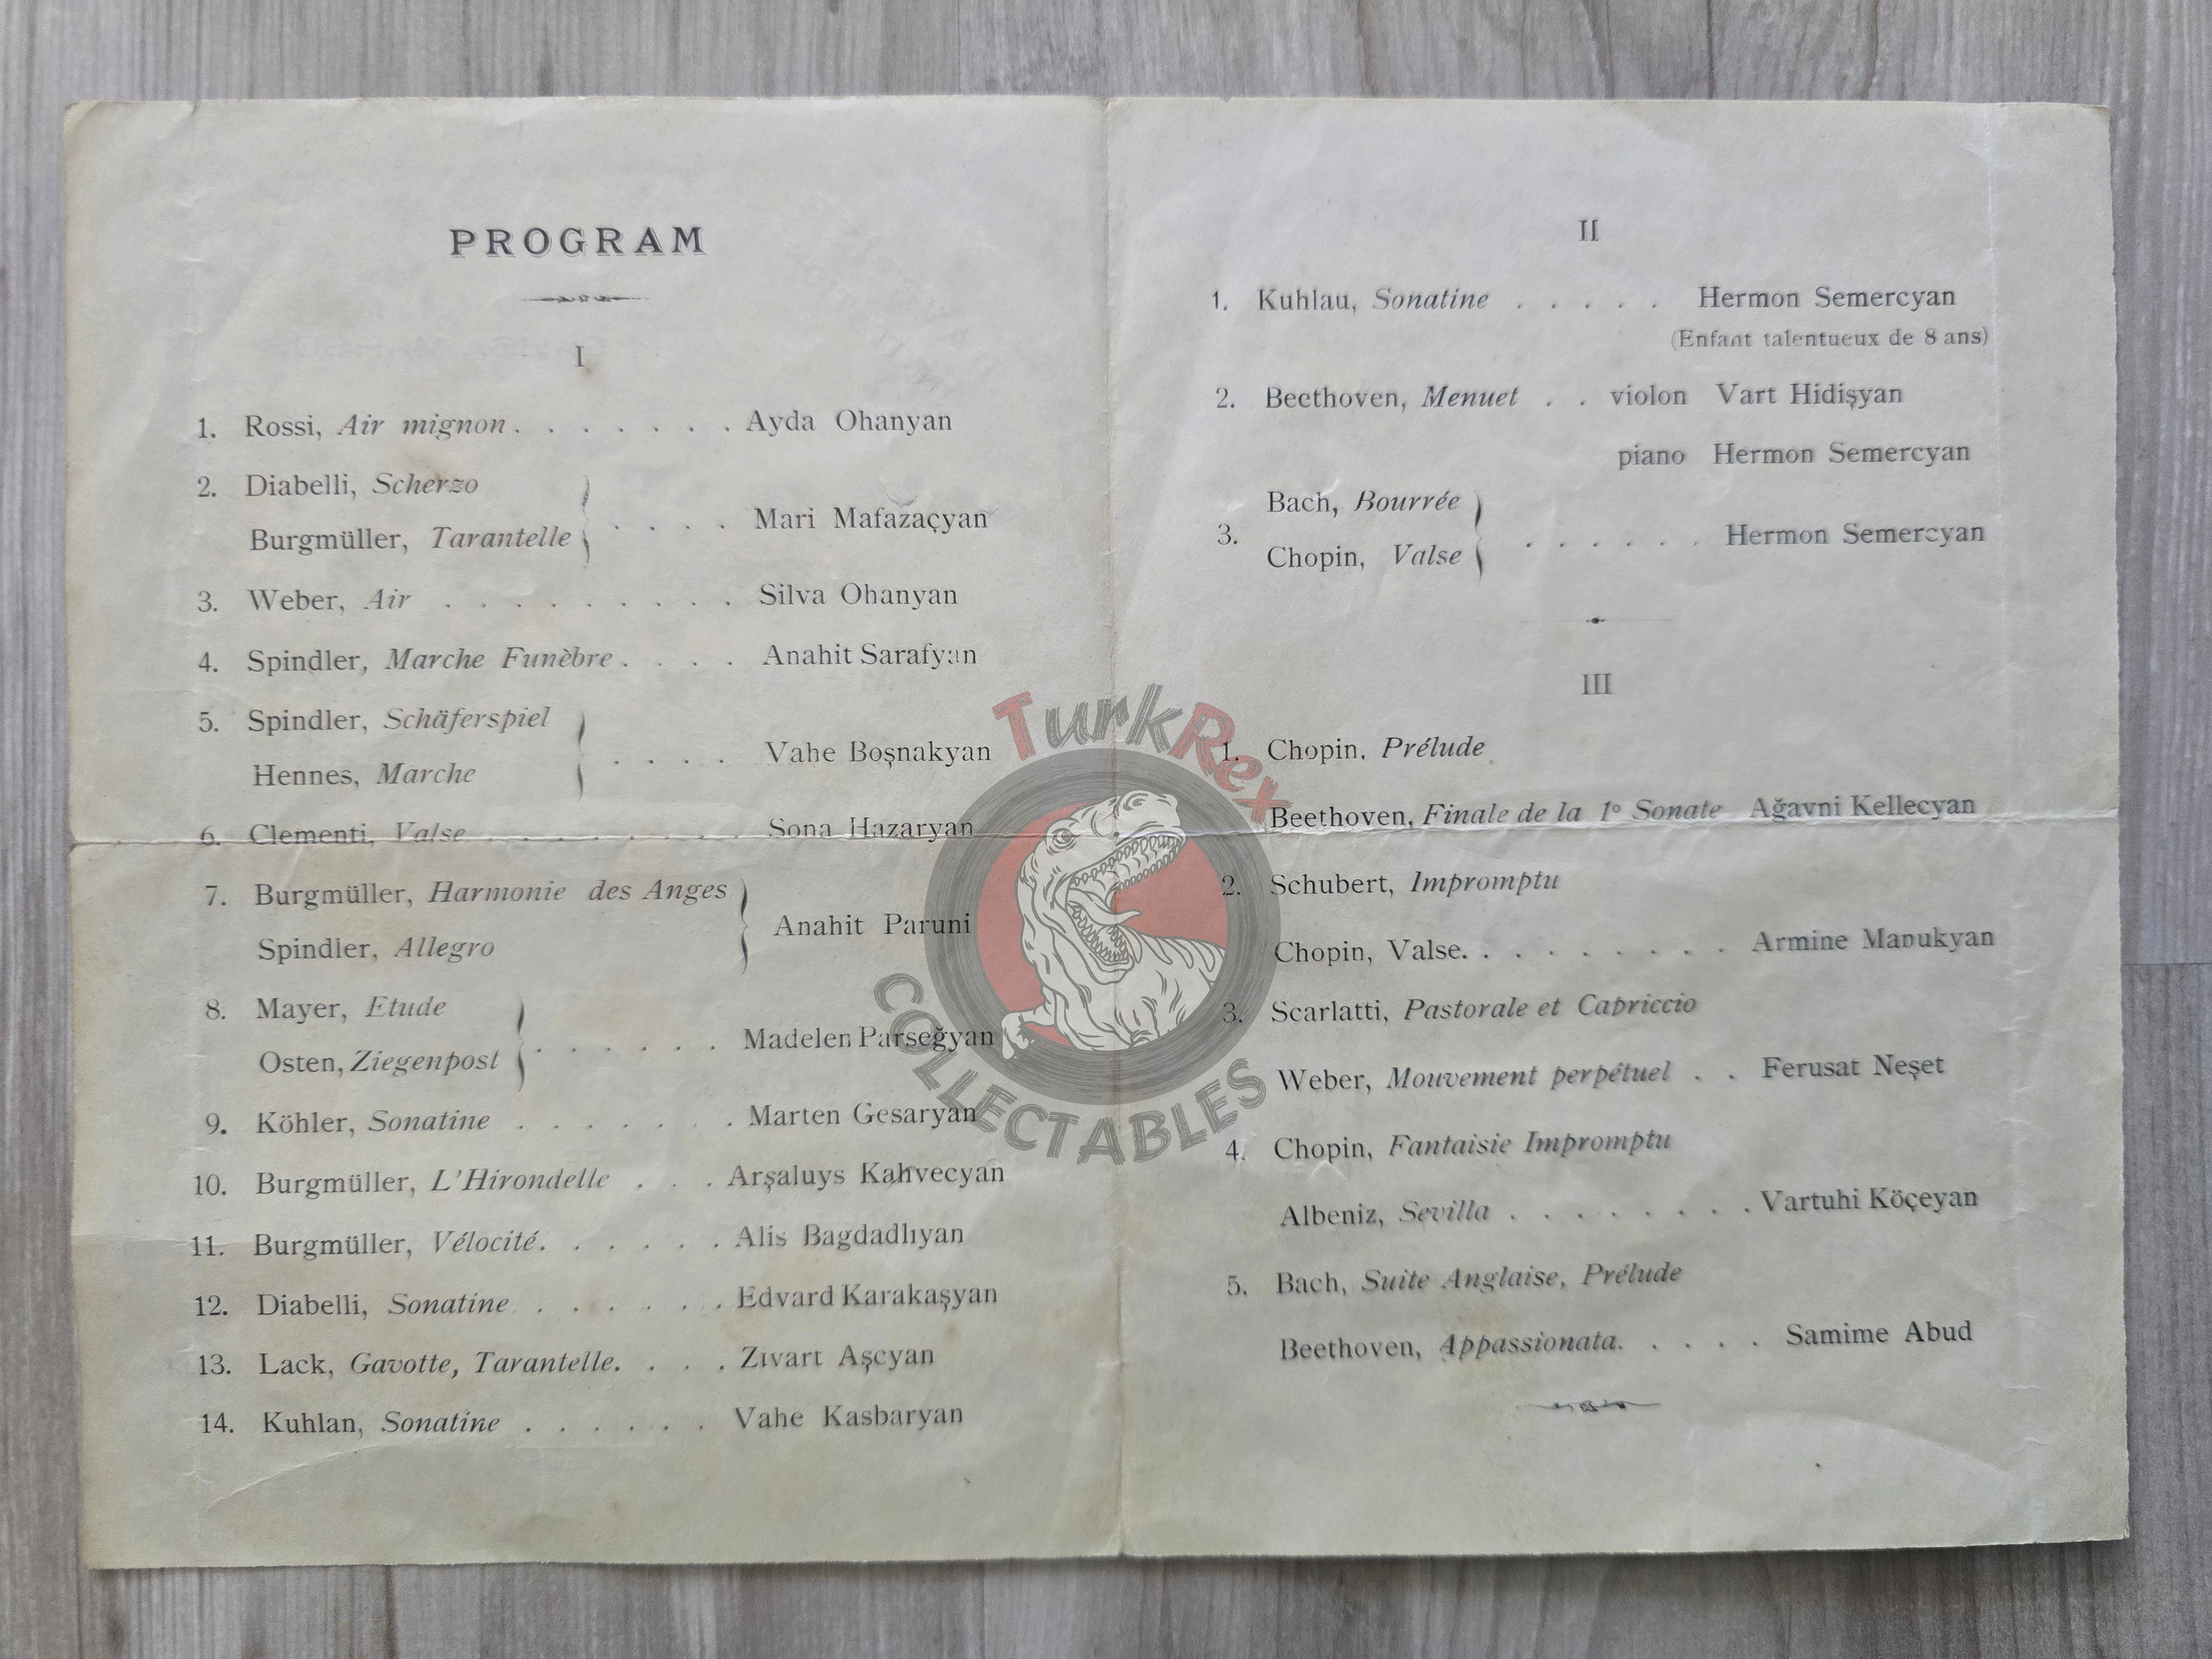 PROGRAM
I
1. Rossi, Air mignon . . . . . . . Ayda Ohanyan
2. Diabelli, Scherzo
Burgmüller, Tarantelle . . . . Mari Mafazaçyan
3. Weber, Air . . . . . . . . . Silva Ohanyan
4. Spindler, Marche Funèbre . . . . Anahit Sarafyan
5. Spindler, Schäferspiel
Hennes, Marche . . . . Vahe Boşnakyan
6. Clementi, Valse . . . . . . . . Sona Hazaryan
7. Burgmüller, Harmonie des Anges
Spindler, Allegro Anahit Paruni
8. Mayer, Etude
Osten, Ziegenpost . . . . . . Madelen Parseğyan
9. Köhler, Sonatine . . . . . . . Marten Gesaryan
10. Burgmüller, L'Hirondelle . . . Arşaluys Kahvecyan
11. Burgmüller, Vélocité. . . . . . Alis Bagdadlıyan
12. Diabelli, Sonatine . . . . . . Edvard Karakaşyan
13. Lack, Gavotte, Tarantelle. . . . Zıvart Aşcyan
14. Kuhlan, Sonatine . . . . . . Vahe Kasbaryan
II
1. Kuhlau, Sonatine . . . . . Hermon Semercyan
(Enfant talentueux de 8 ans)
2. Beethoven, Menuet . . violon Vart Hidişyan
piano Hermon Semercyan
3. Bach, Bourrée
Chopin, Valse . . . . . . Hermon Semercyan
III
1. Chopin, Prélude
Beethoven, Finale de la 1º Sonate Ağavni Kellecyan
2. Schubert, Impromptu
Chopin, Valse. . . . . . . . . Armine Manukyan
3. Scarlatti, Pastorale et Capriccio
Weber, Mouvement perpétuel . . Ferusat Neşet
4. Chopin, Fantaisie Impromptu
Albeniz, Sevilla . . . . . . . . Vartuhi Köçeyan
5. Bach, Suite Anglaise, Prélude
Beethoven, Appassionata. . . . . Samime Abud
TurkRex
COLLECTABLES